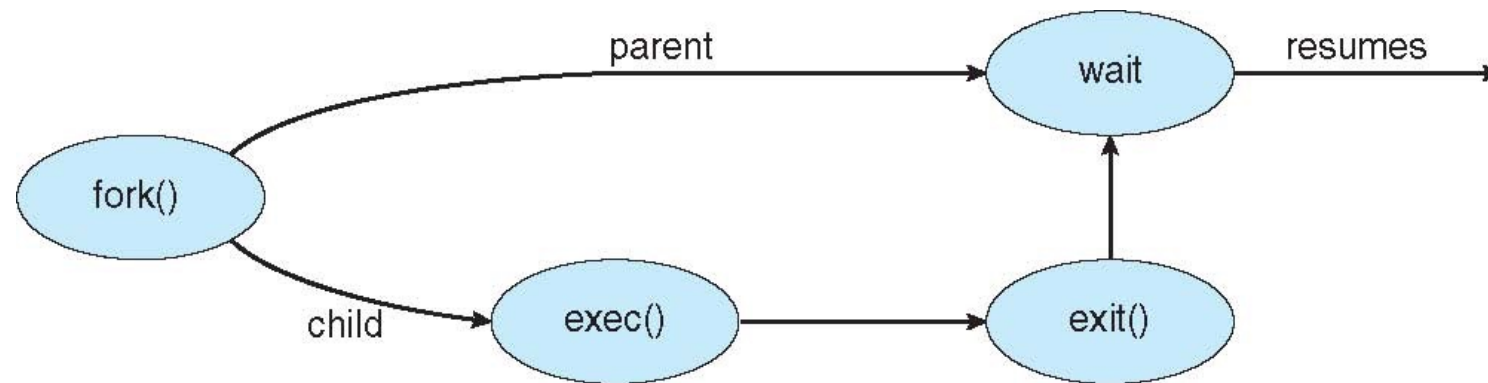 parent
wait
resumes
fork()
child
exec()
exit()